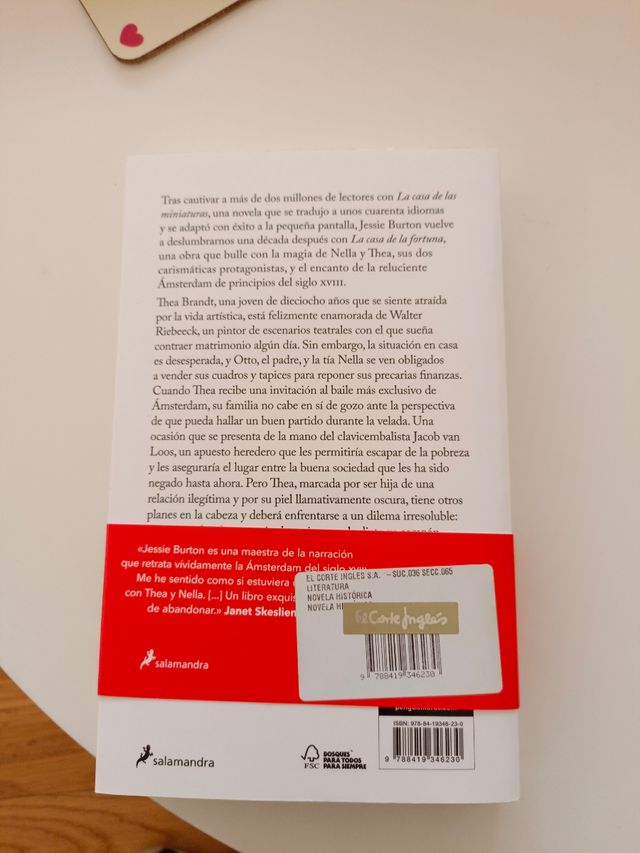 Tras cautivar a más de dos millones de lectores con La casa de las
miniaturas, una novela que se tradujo a unos cuarenta idiomas
y se adaptó con éxito a la pequeña pantalla, Jessie Burton vuelve
a deslumbrarnos una década después con La casa de la fortuna,
una obra que bulle con la magia de Nella y Thea, sus dos
carismáticas protagonistas, y el encanto de la reluciente
Ámsterdam de principios del siglo XVIII.
Thea Brandt, una joven de dieciocho años que se siente atraída
por la vida artística, está felizmente enamorada de Walter
Riebeeck, un pintor de escenarios teatrales con el que sueña
contraer matrimonio algún día. Sin embargo, la situación en casa
es desesperada, y Otto, el padre, y la tía Nella se ven obligados
a vender sus cuadros y tapices para reponer sus precarias finanzas.
Cuando Thea recibe una invitación al baile más exclusivo de
Ámsterdam, su familia no cabe en sí de gozo ante la perspectiva
de que pueda hallar un buen partido durante la velada. Una
ocasión que se presenta de la mano del clavicembalista Jacob van
Loos, un apuesto heredero que les permitiría escapar de la pobreza
y les aseguraría el lugar entre la buena sociedad que les ha sido
negado hasta ahora. Pero Thea, marcada por ser hija de una
relación ilegítima y por su piel llamativamente oscura, tiene otros
planes en la cabeza y deberá enfrentarse a un dilema irresoluble:
«Jessie Burton es una maestra de la narración
que retrata vívidamente la Ámsterdam del siglo XVIII.
Me he sentido como si estuviera
con Thea y Nella. [...] Un libro exquis
de abandonar.» Janet Skeslien
EL CORTE INGLES S.A. -SUC.036 SECC.065
LITERATURA
NOVELA HISTÓRICA
NOVELA HI
El Corte Inglés
9 788419 346230
salamandra
ISBN: 978-84-19346-23-0
9 788419 346230
salamandra
FSC
BOSQUES
PARA TODOS
PARA SIEMPRE